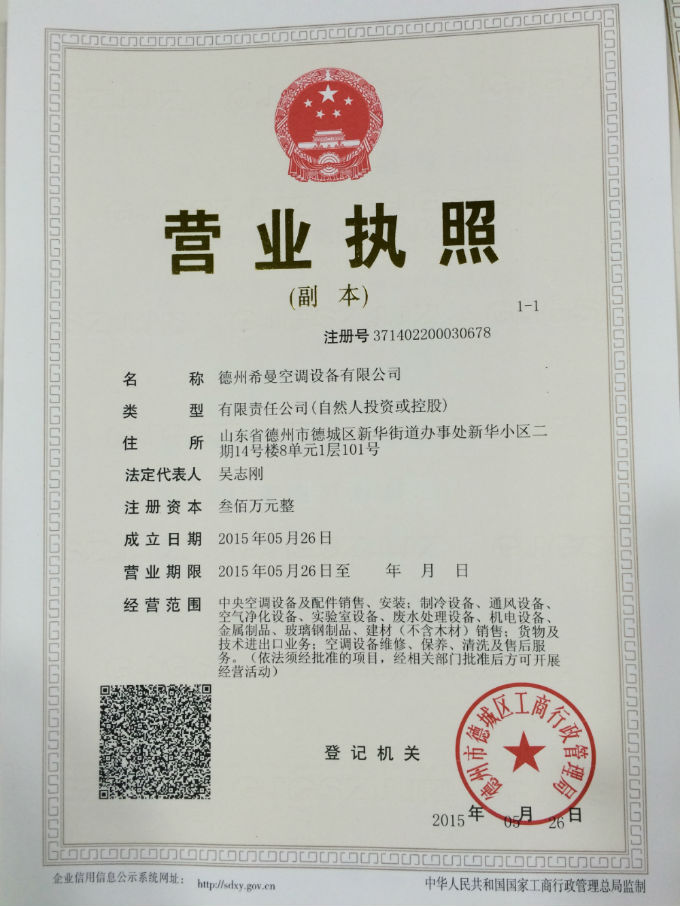 营业执照
(副 本)
1-1
注册号 371402200030678
名 称 德州希曼空调设备有限公司
类 型 有限责任公司(自然人投资或控股)
住 所 山东省德州市德城区新华街道办事处新华小区二
期14号楼8单元1层101号
法定代表人 吴志刚
注册资本 叁佰万元整
成立日期 2015年05月26日
营业期限 2015年05月26日至 年 月 日
经营范围 中央空调设备及配件销售、安装;制冷设备、通风设备、
空气净化设备、实验室设备、废水处理设备、机电设备、
金属制品、玻璃钢制品、建材(不含木材)销售;货物及
技术进出口业务;空调设备维修、保养、清洗及售后服
务。(依法须经批准的项目,经相关部门批准后方可开展
经营活动)
登记机关
德州市德城区工商行政管理局
2015年 05月 26日
企业信用信息公示系统网址: http://sdxy.gov.cn
中华人民共和国国家工商行政管理总局监制